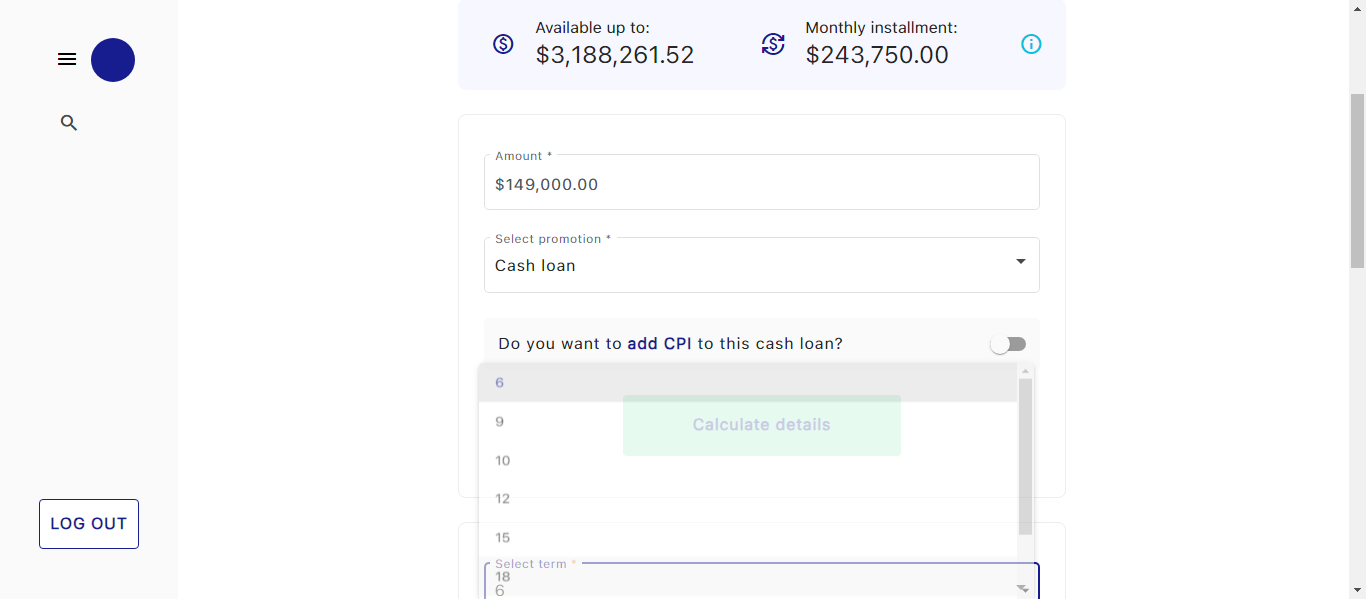 Available up to:
$3,188,261.52
Monthly installment:
$243,750.00
Amount *
$149,000.00
Select promotion *
Cash loan
Do you want to add CPI to this cash loan?
6
9
Calculate details
10
12
15
Select term *
18
6
LOG OUT